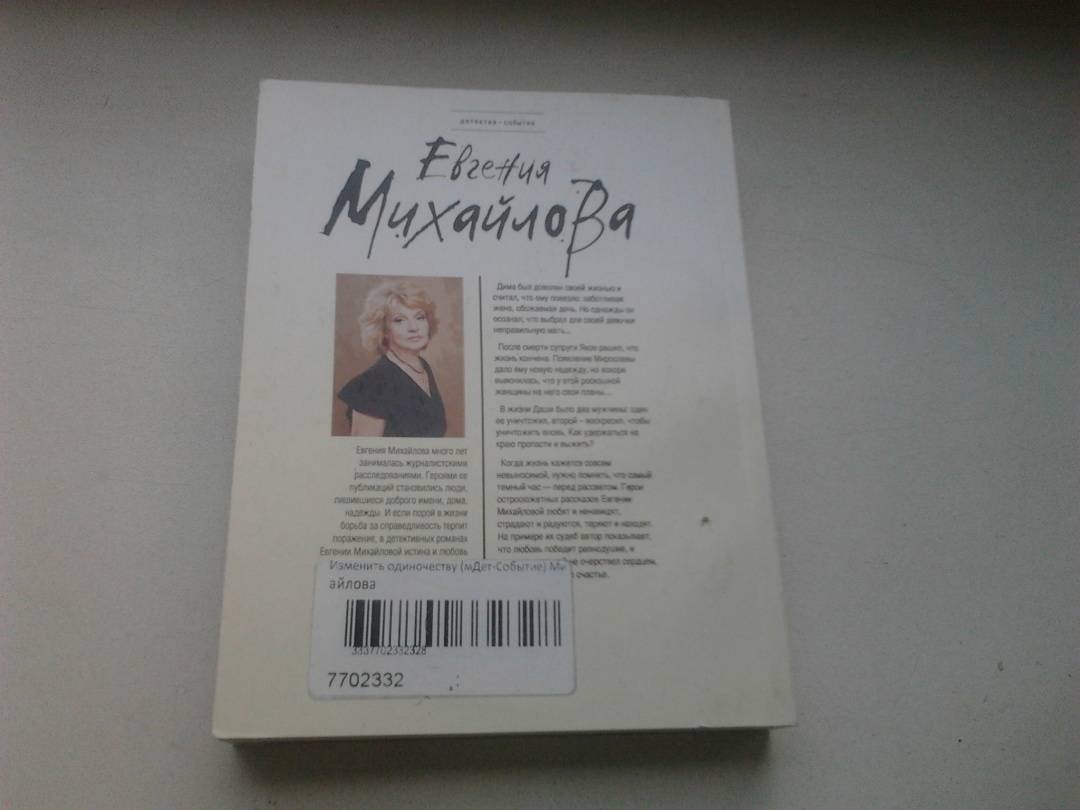 детектив-событие
Евгения
Михайлова
Евгения Михайлова много лет
занималась журналистскими
расследованиями. Героями ее
публикаций становились люди,
лишившиеся доброго имени, дома,
надежды. И если порой в жизни
борьба за справедливость терпит
поражение, в детективных романах
Евгении Михайловой истина и любовь
Дима был доволен своей жизнью и
считал, что ему повезло: заботливая
жена, обожаемая дочь. Но однажды он
осознал, что выбрал для своей девочки
неправильную мать...
После смерти супруги Яков решил, что
жизнь кончена. Появление Мирославы
дало ему новую надежду, но вскоре
выяснилось, что у этой роскошной
женщины на него свои планы...
В жизни Даши было два мужчины: один
ее уничтожил, второй – воскресил, чтобы
уничтожить вновь. Как удержаться на
краю пропасти и выжить?
Когда жизнь кажется совсем
невыносимой, нужно помнить, что самый
темный час — перед рассветом. Герои
остросюжетных рассказов Евгении
Михайловой любят и ненавидят,
страдают и радуются, теряют и находят.
На примере их судеб автор показывает,
что любовь победит равнодушие, и
не очерствел сердцем,
счастье.
Изменить одиночеству (мДет-Событие) Ми
айлова
3337702332328
7702332